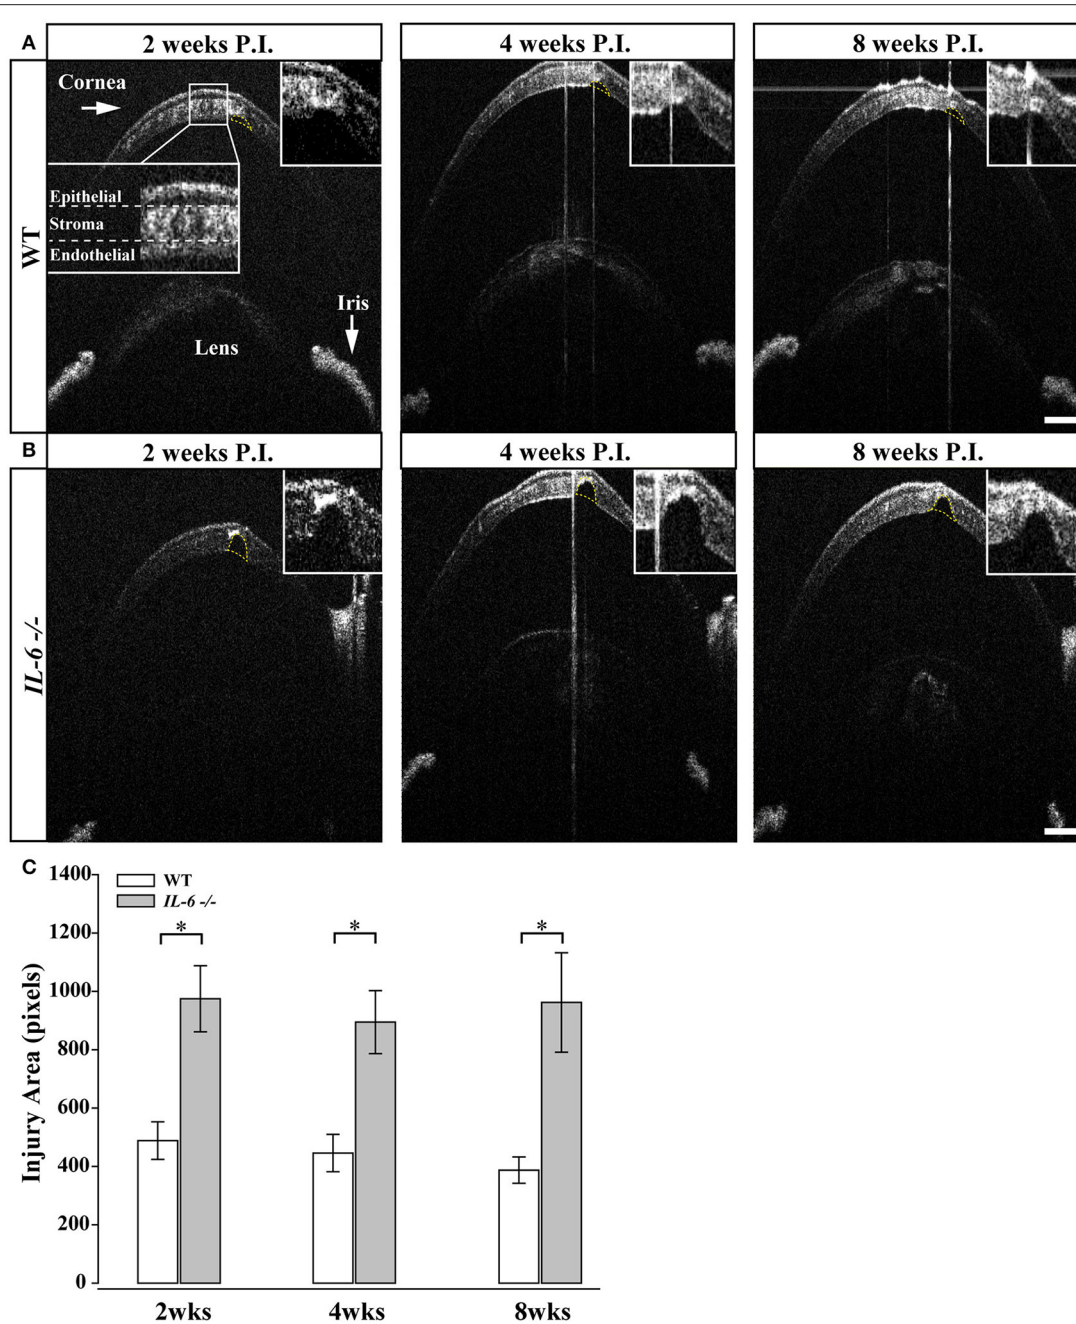 A
2 weeks P.I.
4 weeks P.I.
8 weeks P.I.
WT
Cornea
Epithelial
Stroma
Endothelial
Iris
Lens
B
2 weeks P.I.
4 weeks P.I.
8 weeks P.I.
IL-6 -/-
C
WT
IL-6 -/-
Injury Area (pixels)
1400
1200
1000
800
600
400
200
0
*
*
*
2wks
4wks
8wks